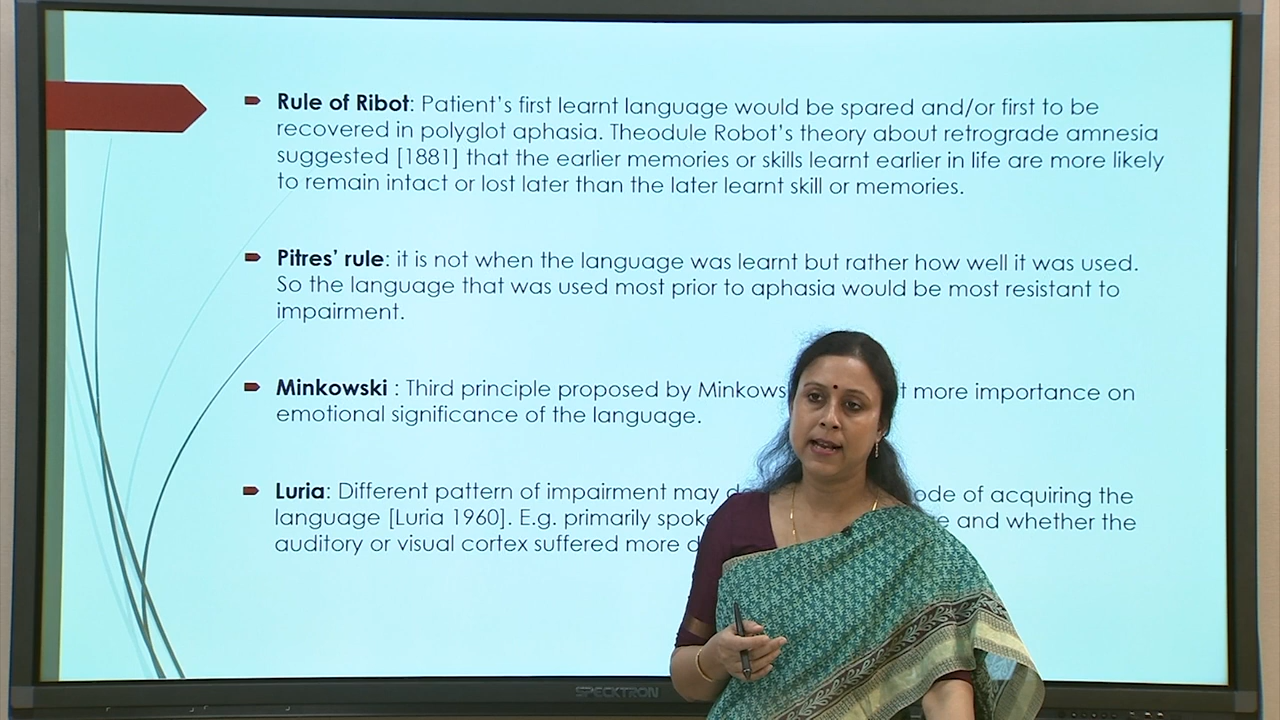 Rule of Ribot: Patient's first learnt language would be spared and/or first to be
recovered in polyglot aphasia. Theodule Robot's theory about retrograde amnesia
suggested [1881] that the earlier memories or skills learnt earlier in life are more likely
to remain intact or lost later than the later learnt skill or memories.
Pitres' rule: it is not when the language was learnt but rather how well it was used.
So the language that was used most prior to aphasia would be most resistant to
impairment.
Minkowski : Third principle proposed by more importance on
emotional significance of the language.
Luria: Different pattern of impairment may of acquiring the
language [Luria 1960]. E.g. primarily and whether the
auditory or visual cortex suffered more
SPECKTRON